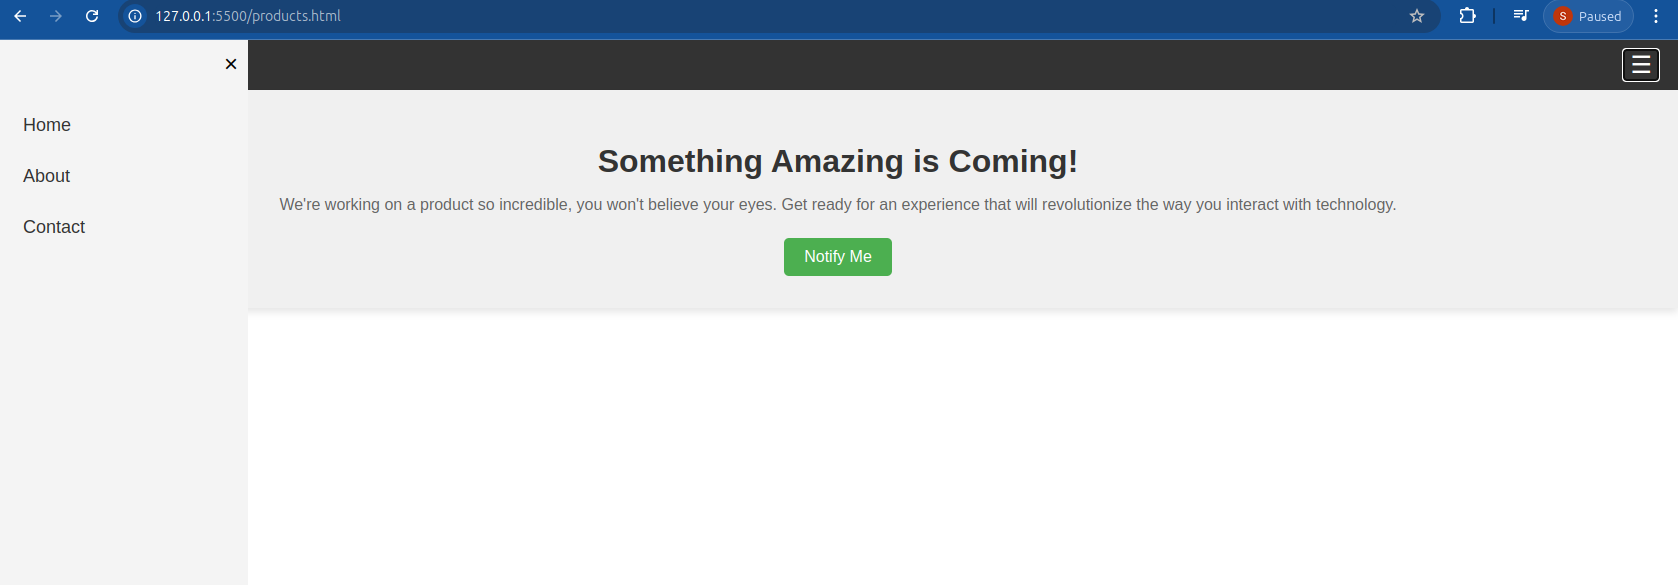 127.0.0.1:5500/products.html
S Paused
×
Home
About
Contact
☰
Something Amazing is Coming!
We're working on a product so incredible, you won't believe your eyes. Get ready for an experience that will revolutionize the way you interact with technology.
Notify Me